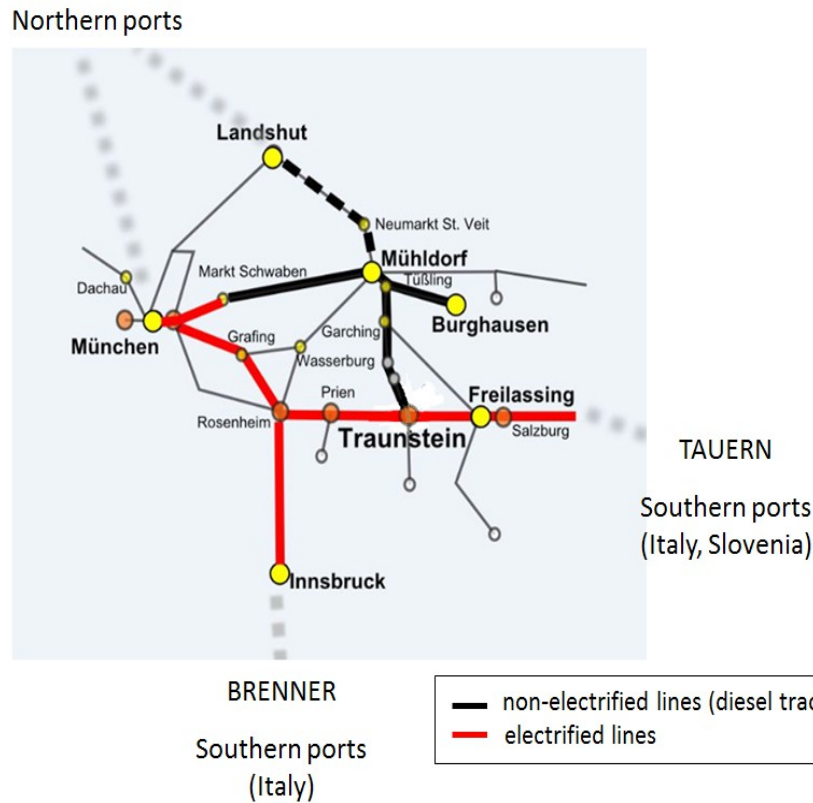 Northern ports
Landshut
Neumarkt St. Veit
Mühldorf
Markt Schwaben
Tüßling
Dachau
Burghausen
Garching
München
Grafing
Wasserburg
Prien
Freilassing
Rosenheim
Traunstein
Salzburg
TAUERN
Southern ports
(Italy, Slovenia)
Innsbruck
BRENNER
Southern ports
(Italy)
non-electrified lines (diesel trac
electrified lines